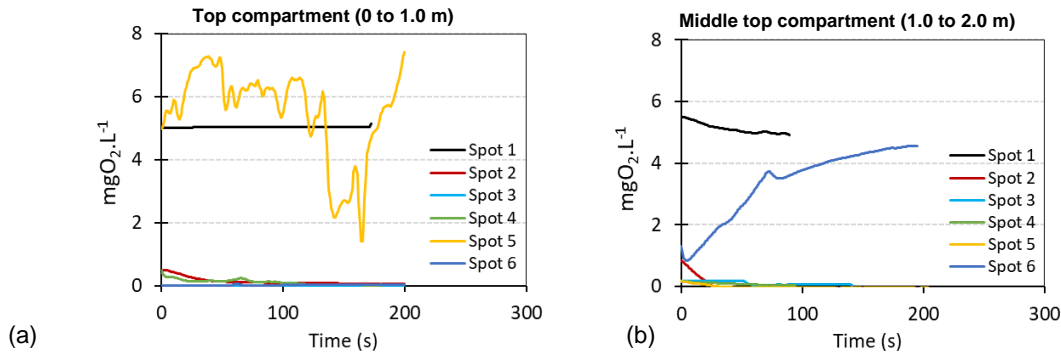 Top compartment (0 to 1.0 m)
8
6
4
2
0
mgO₂.L⁻¹
Spot 1
Spot 2
Spot 3
Spot 4
Spot 5
Spot 6
0 100 200 300
Time (s)
(a)
Middle top compartment (1.0 to 2.0 m)
8
6
4
2
0
mgO₂.L⁻¹
Spot 1
Spot 2
Spot 3
Spot 4
Spot 5
Spot 6
0 100 200 300
Time (s)
(b)